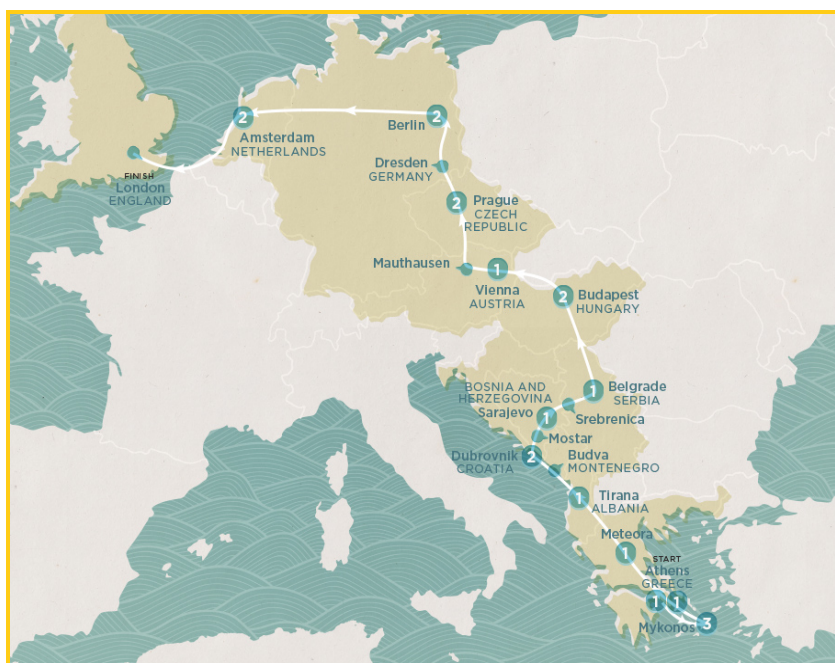 2
Amsterdam
NETHERLANDS
2
Berlin
FINISH
London
ENGLAND
Dresden
GERMANY
2
Prague
CZECH
REPUBLIC
Mauthausen
1
Vienna
AUSTRIA
2
Budapest
HUNGARY
1
Belgrade
SERBIA
BOSNIA AND
HERZEGOVINA
Sarajevo
1
Srebrenica
Mostar
Dubrovnik
CROATIA
2
Budva
MONTENEGRO
1
Tirana
ALBANIA
Meteora
1
START
Athens
GREECE
1
1
Mykonos
3